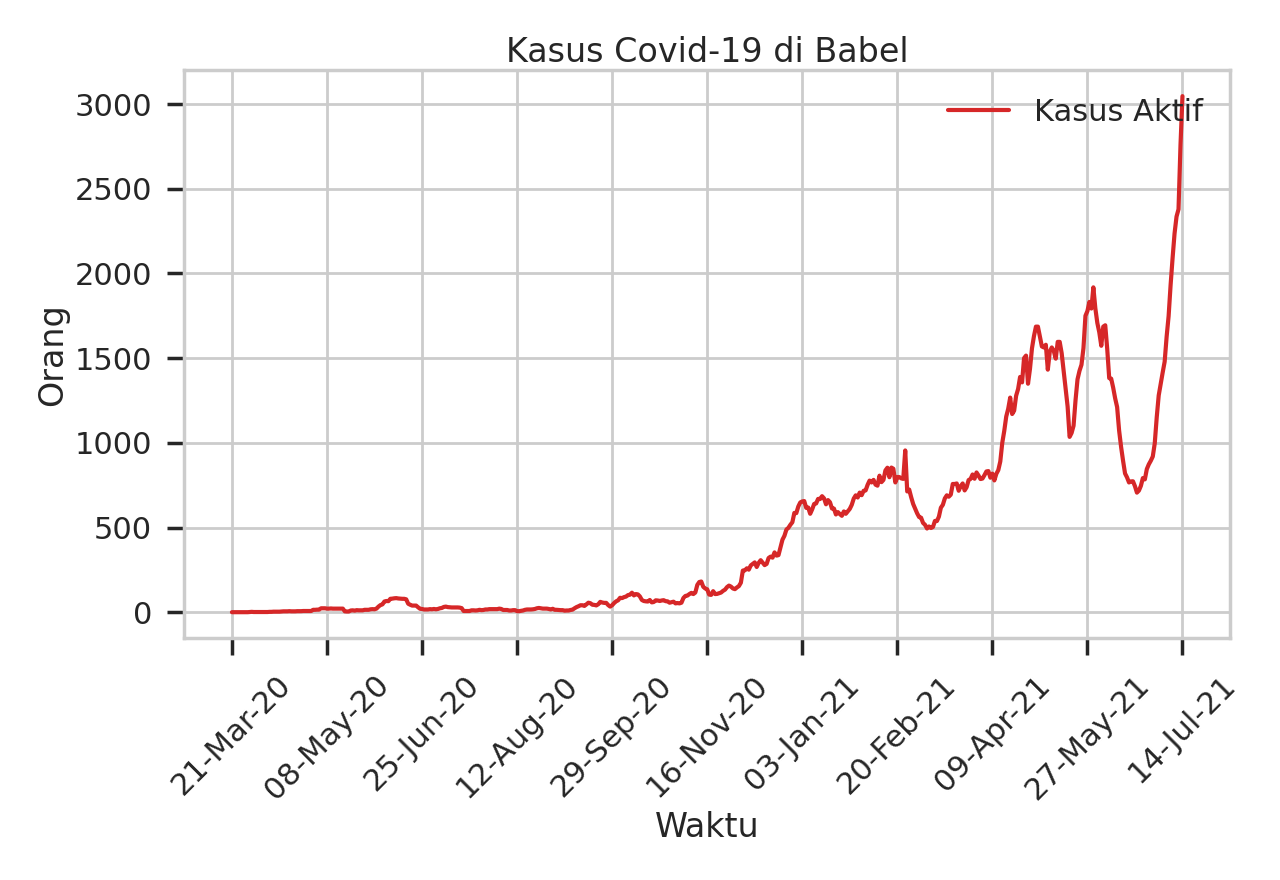 Kasus Covid-19 di Babel
Kasus Aktif
3000
2500
2000
1500
1000
500
0
Orang
21-Mar-20
08-May-20
25-Jun-20
12-Aug-20
29-Sep-20
16-Nov-20
03-Jan-21
20-Feb-21
09-Apr-21
27-May-21
14-Jul-21
Waktu